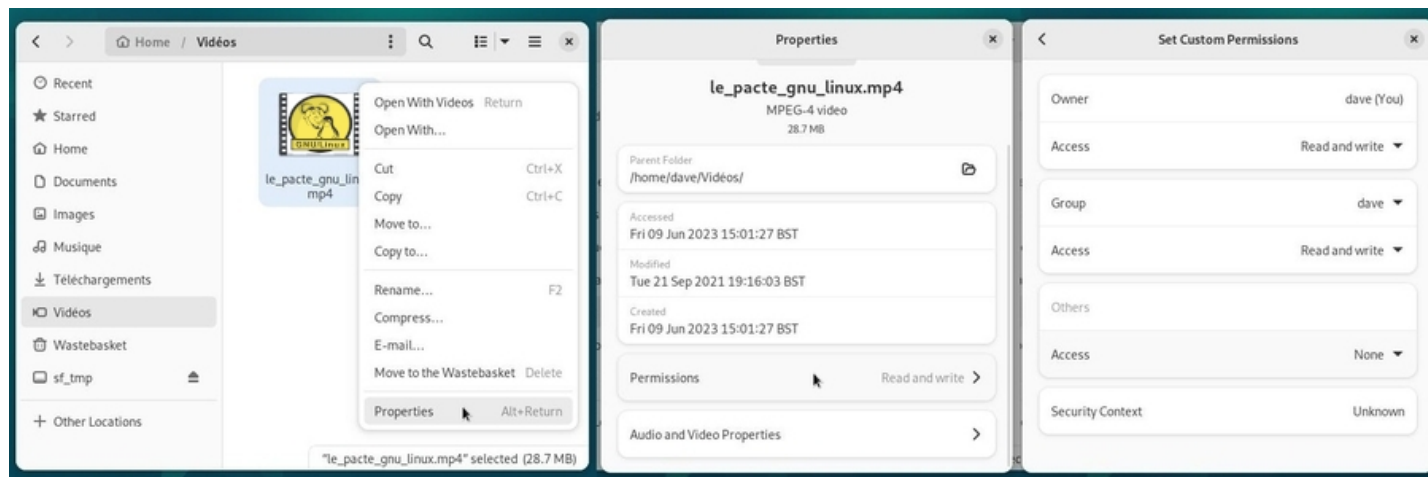 Home / Vidéos
Recent
Starred
Home
Documents
Images
Musique
Téléchargements
Vidéos
Wastebasket
sf_tmp
Other Locations
GNU/Linux
le_pacte_gnu_lin
mp4
Open With Videos Return
Open With...
Cut Ctrl+X
Copy Ctrl+C
Move to...
Copy to...
Rename... F2
Compress...
E-mail...
Move to the Wastebasket Delete
Properties Alt+Return
"le_pacte_gnu_linux.mp4" selected (28.7 MB)
Properties
le_pacte_gnu_linux.mp4
MPEG-4 video
28.7 MB
Parent Folder
/home/dave/Vidéos/
Accessed
Fri 09 Jun 2023 15:01:27 BST
Modified
Tue 21 Sep 2021 19:16:03 BST
Created
Fri 09 Jun 2023 15:01:27 BST
Permissions Read and write
Audio and Video Properties
Set Custom Permissions
Owner dave (You)
Access Read and write
Group dave
Access Read and write
Others
Access None
Security Context Unknown